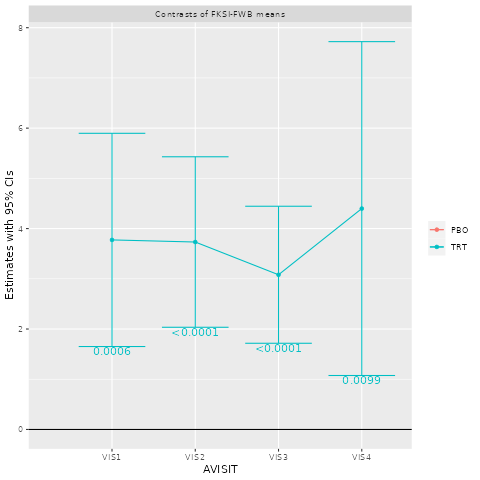 Contrasts of FKSI-FWB means
Estimates with 95% CIs
8
6
4
2
0
0.0006
<0.0001
<0.0001
0.0099
VIS1
VIS2
VIS3
VIS4
AVISIT
PBO
TRT